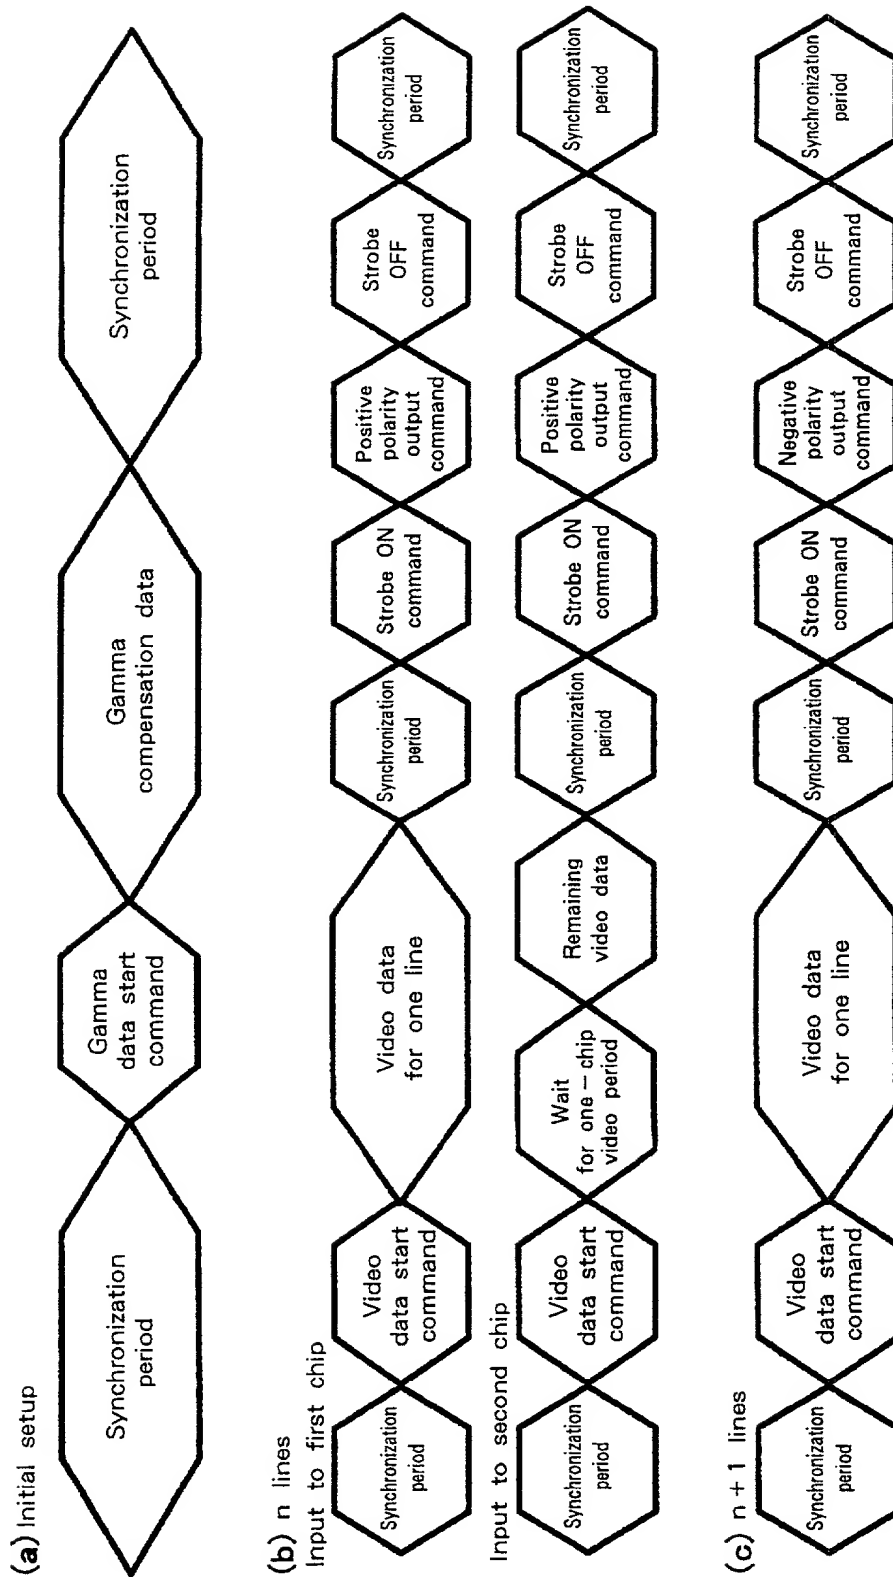 (a) Initial setup
Synchronization
period
Gamma
data start
command
Gamma
compensation data
Synchronization
period
(b) n lines
Input to first chip
Synchronization
period
Video
data start
command
Video data
for one line
Synchronization
period
Strobe ON
command
Positive
polarity
output
command
Strobe
OFF
command
Synchronization
period
Input to second chip
Synchronization
period
Video
data start
command
Wait
for one-chip
video period
Remaining
video data
Synchronization
period
Strobe ON
command
Positive
polarity
output
command
Strobe
OFF
command
Synchronization
period
(c) n + 1 lines
Synchronization
period
Video
data start
command
Video data
for one line
Synchronization
period
Strobe ON
command
Negative
polarity
output
command
Strobe
OFF
command
Synchronization
period